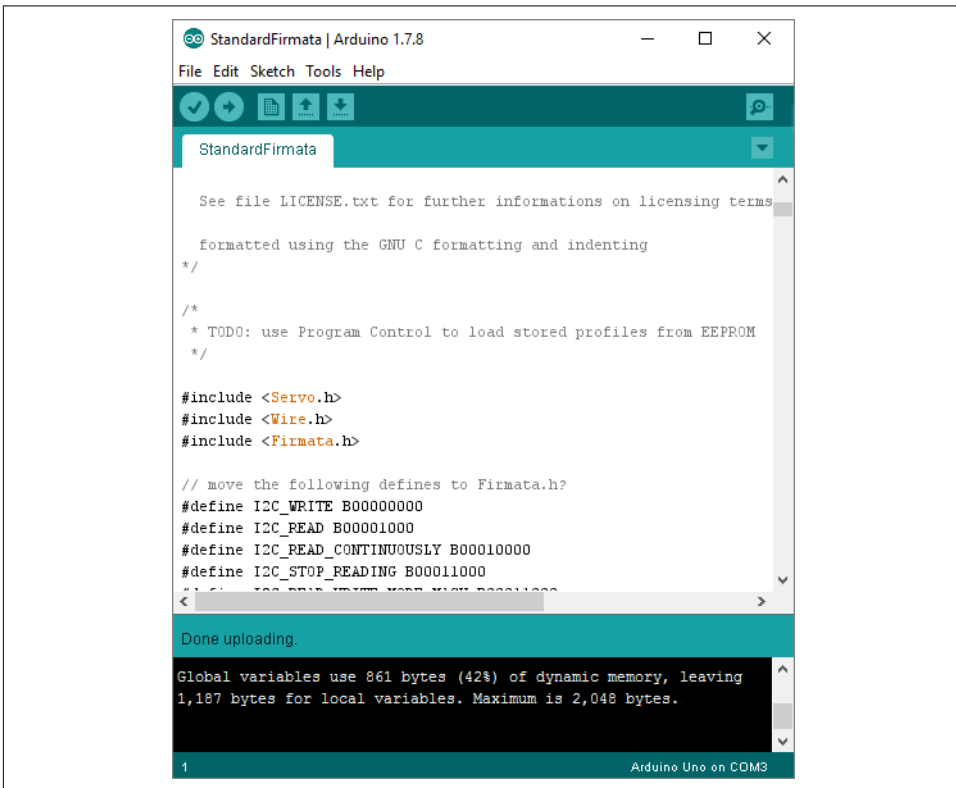 StandardFirmata | Arduino 1.7.8
File Edit Sketch Tools Help
StandardFirmata
See file LICENSE.txt for further informations on licensing terms
formatted using the GNU C formatting and indenting
*/
/*
* TODO: use Program Control to load stored profiles from EEPROM
*/
#include <Servo.h>
#include <Wire.h>
#include <Firmata.h>
// move the following defines to Firmata.h?
#define I2C_WRITE B00000000
#define I2C_READ B00001000
#define I2C_READ_CONTINUOUSLY B00010000
#define I2C_STOP_READING B00011000
Done uploading.
Global variables use 861 bytes (42%) of dynamic memory, leaving
1,187 bytes for local variables. Maximum is 2,048 bytes.
1
Arduino Uno on COM3